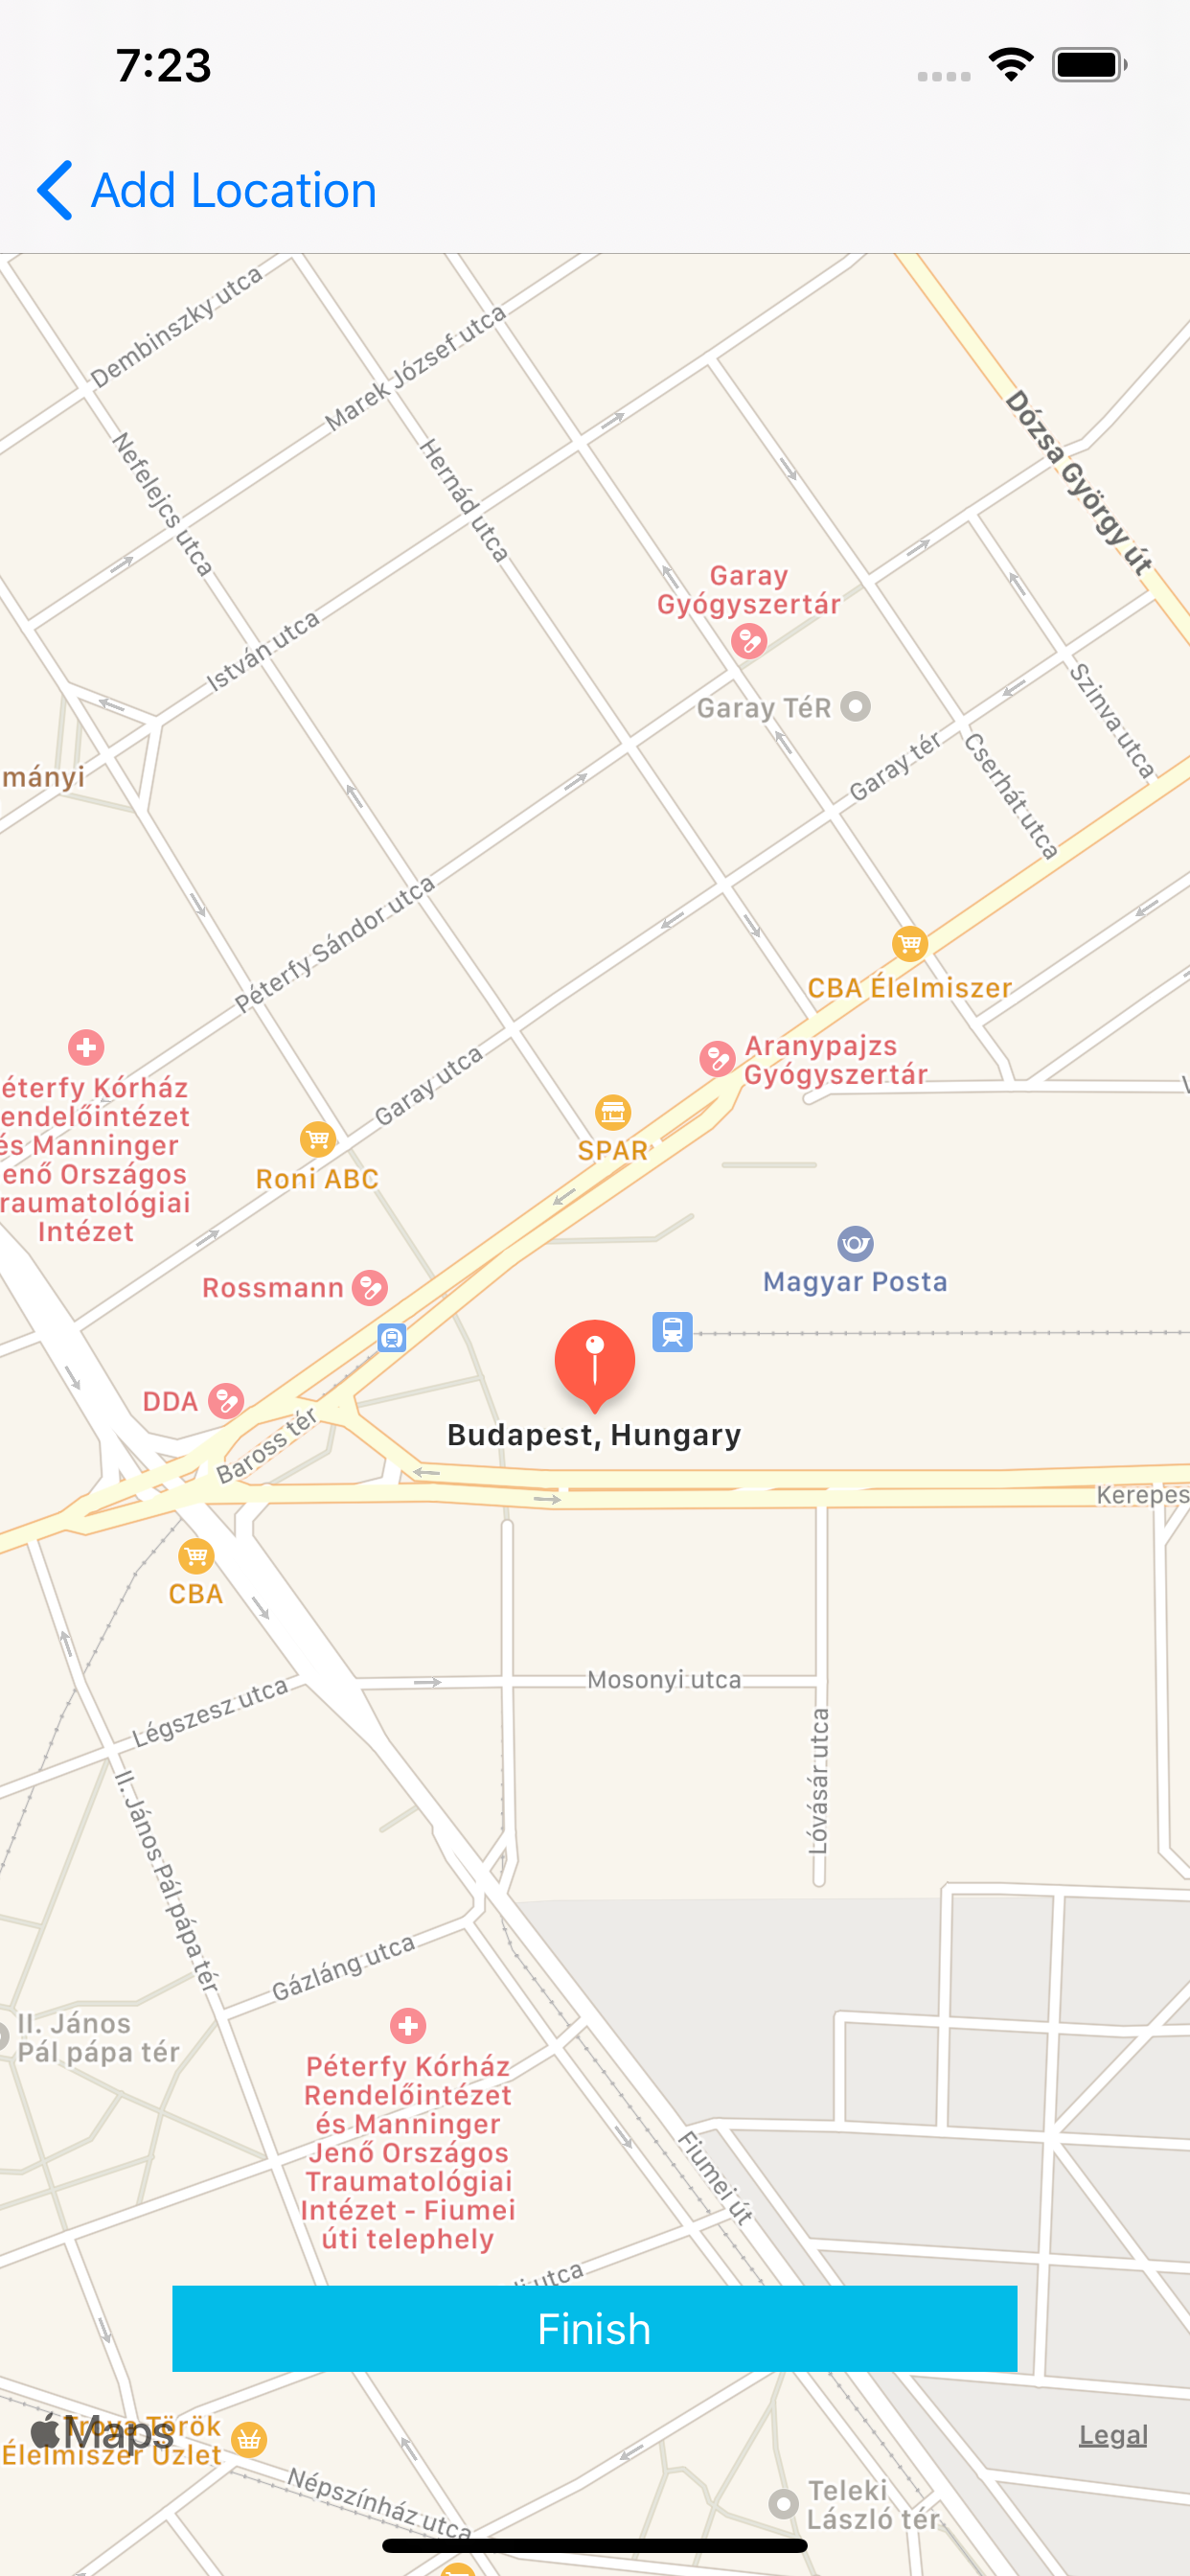 7:23
Add Location
Dembinszky utca
Marek József utca
Dózsa György út
Nefelejcs utca
Hernád utca
Garay
Gyógyszertár
István utca
Garay TéR
Szinva utca
Garay tér
Cserhát utca
mányi
Péterfy Sándor utca
CBA Élelmiszer
Aranypajzs
Gyógyszertár
Garay utca
éterfy Kórház
endelőintézet
és Manninger
enő Országos
raumatológiai
Intézet
SPAR
Roni ABC
Magyar Posta
Rossmann
DDA
Budapest, Hungary
Baross tér
Kerepes
CBA
Mosonyi utca
Légszesz utca
Lóvásár utca
II. János Pál pápa tér
Gázláng utca
II. János
Pál pápa tér
Péterfy Kórház
Rendelőintézet
és Manninger
Jenő Országos
Traumatológiai
Intézet - Fiumei
úti telephely
Fiumei út
utca
Finish
Troya Török
Élelmiszer Üzlet
Maps
Legal
Népszínház utca
Teleki
László tér